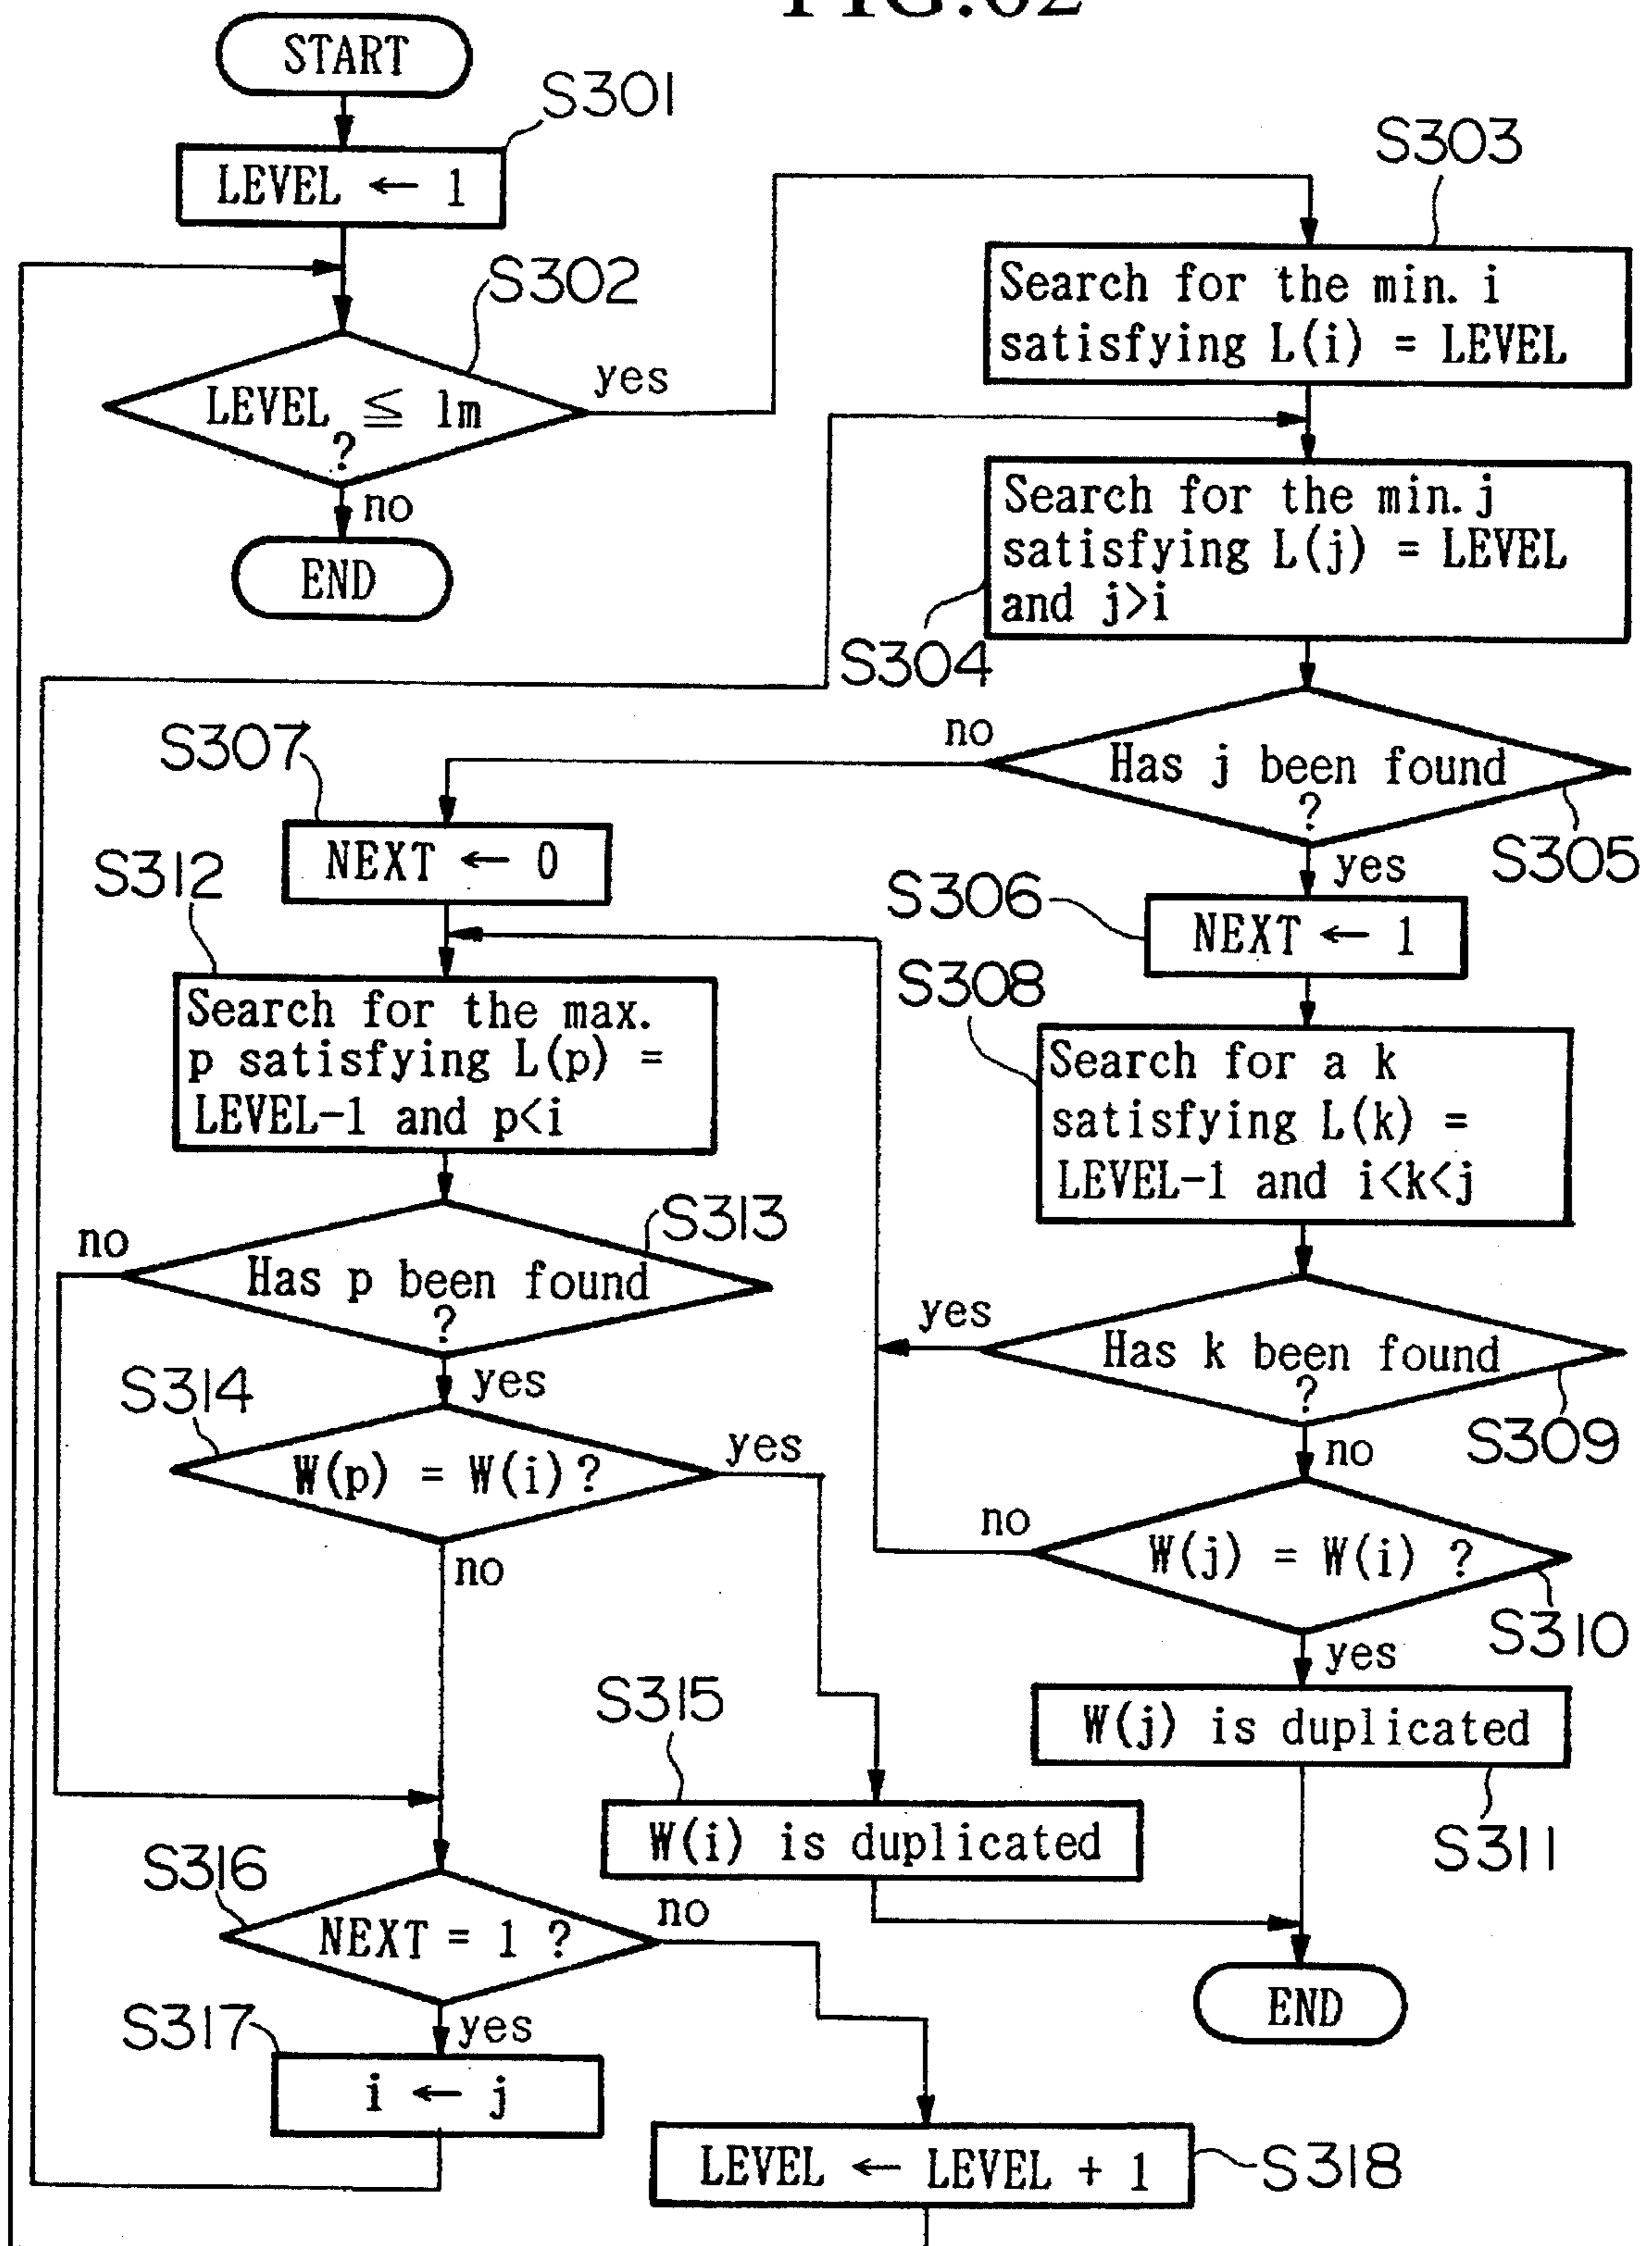 FIG.62
START
S301
LEVEL ← 1
S302
LEVEL ≦ lm
?
yes
no
END
S303
Search for the min. i
satisfying L(i) = LEVEL
Search for the min. j
satisfying L(j) = LEVEL
and j>i
S304
Has j been found
?
S305
no
yes
S307
NEXT ← 0
S306
NEXT ← 1
S312
Search for the max.
p satisfying L(p) =
LEVEL-1 and p<i
S308
Search for a k
satisfying L(k) =
LEVEL-1 and i<k<j
S313
no
Has p been found
?
yes
yes
Has k been found
?
S309
no
S314
W(p) = W(i)?
yes
no
no
W(j) = W(i) ?
S310
yes
S315
W(i) is duplicated
W(j) is duplicated
S311
S316
NEXT = 1 ?
no
yes
END
S317
i ← j
LEVEL ← LEVEL + 1
S318